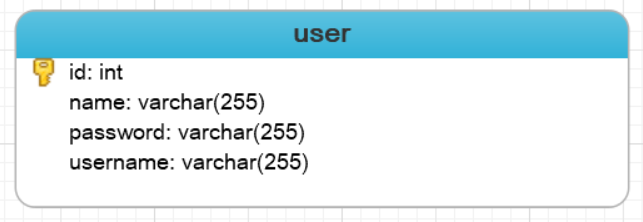 user
id: int
name: varchar(255)
password: varchar(255)
username: varchar(255)